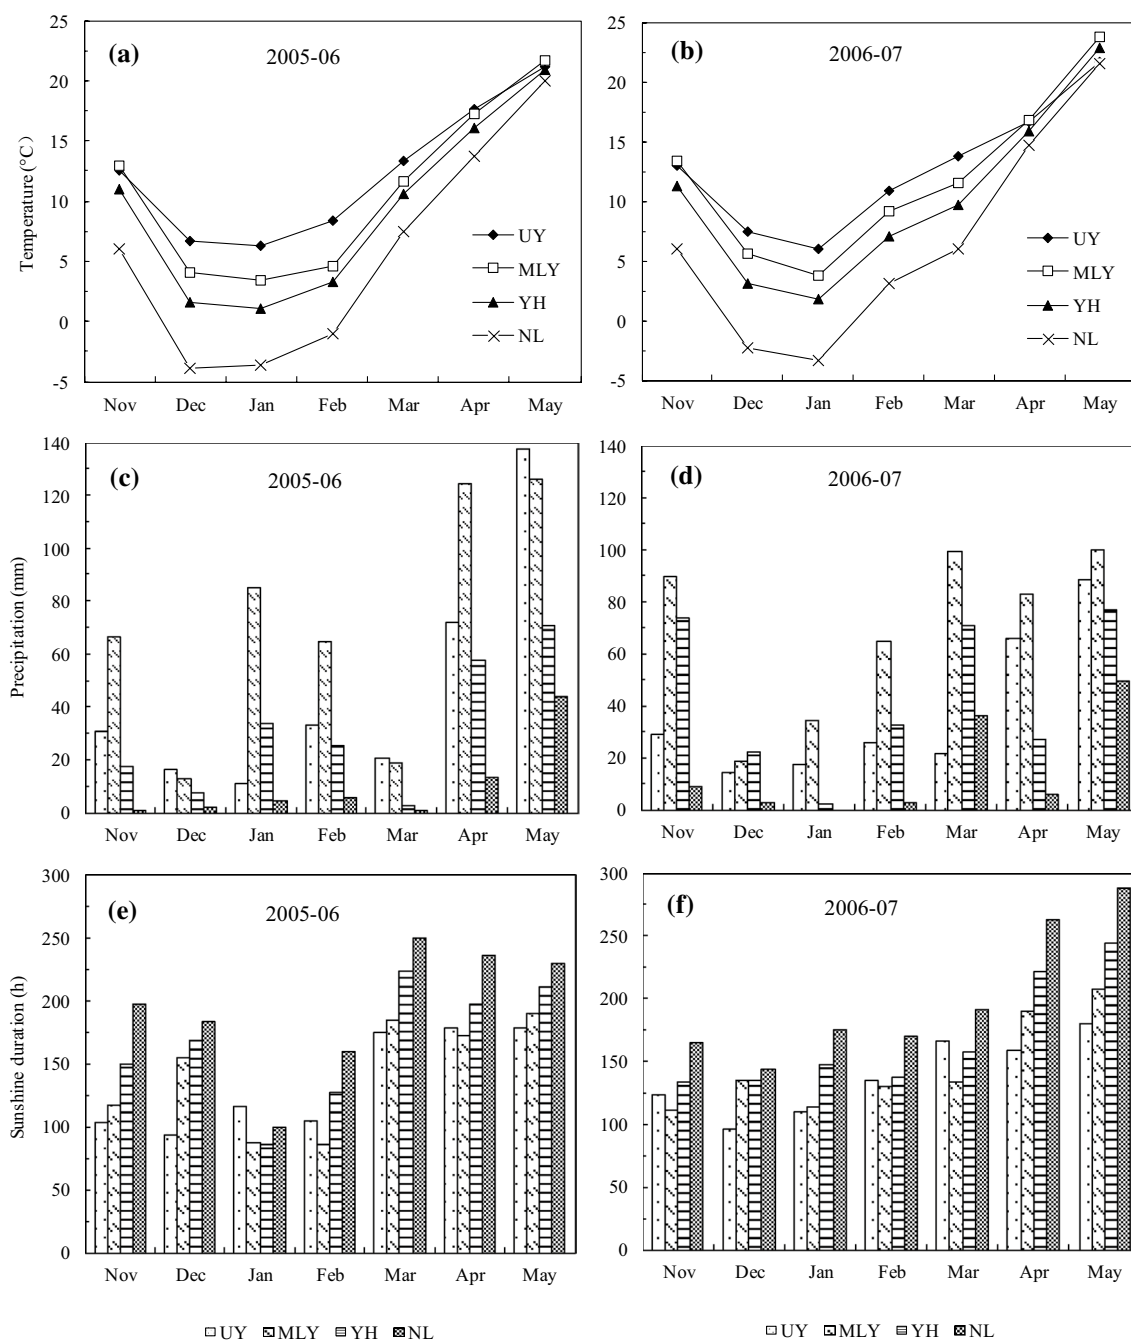 (a) 2005-06
Temperature (°C)
25
20
15
10
5
0
-5
UY
MLY
YH
NL
Nov Dec Jan Feb Mar Apr May
(b) 2006-07
25
20
15
10
5
0
-5
UY
MLY
YH
NL
Nov Dec Jan Feb Mar Apr May
(c) 2005-06
Precipitation (mm)
140
120
100
80
60
40
20
0
Nov Dec Jan Feb Mar Apr May
(d) 2006-07
140
120
100
80
60
40
20
0
Nov Dec Jan Feb Mar Apr May
(e) 2005-06
Sunshine duration (h)
300
250
200
150
100
50
0
Nov Dec Jan Feb Mar Apr May
UY MLY YH NL
(f) 2006-07
300
250
200
150
100
50
0
Nov Dec Jan Feb Mar Apr May
UY MLY YH NL